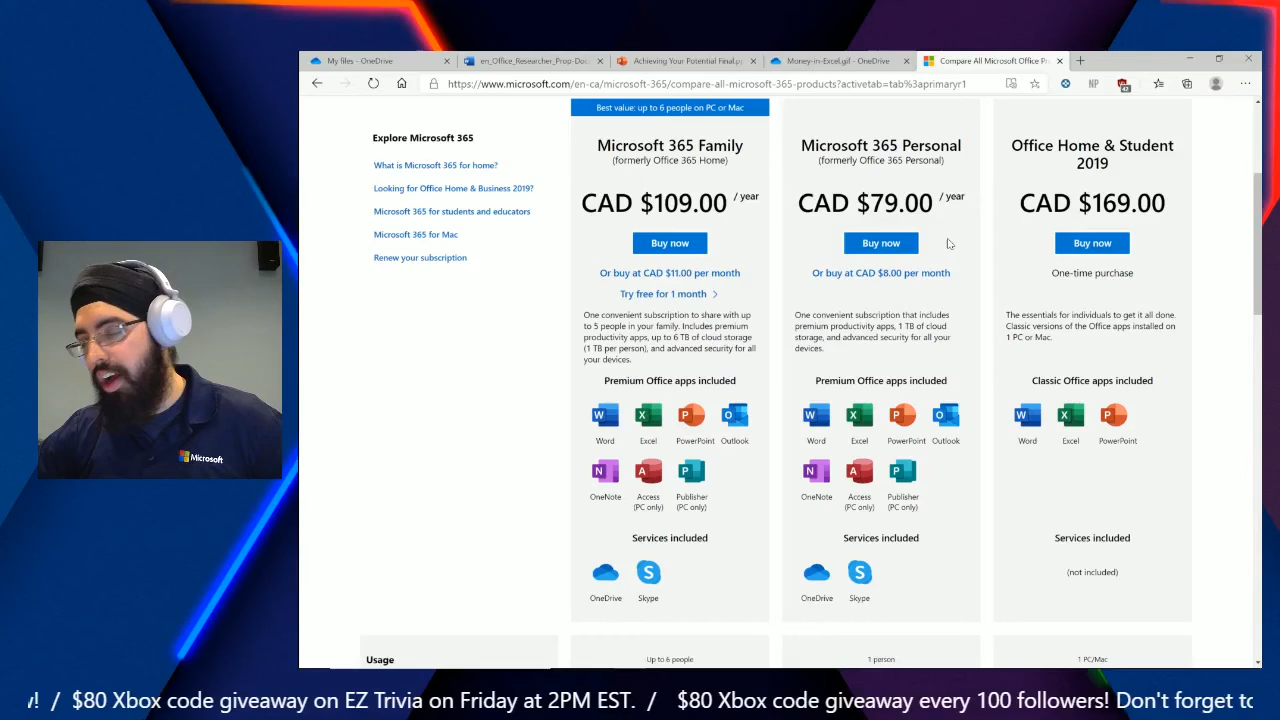 My files - OneDrive
en_Office_Researcher_Prop-Doc
Achieving Your Potential Final.p
Money-in-Excel.gif - OneDrive
Compare All Microsoft Office Pr
https://www.microsoft.com/en-ca/microsoft-365/compare-all-microsoft-365-products?activetab=tab%3aprimaryr1
NP
42
Explore Microsoft 365
What is Microsoft 365 for home?
Looking for Office Home & Business 2019?
Microsoft 365 for students and educators
Microsoft 365 for Mac
Renew your subscription
Best value: up to 6 people on PC or Mac
Microsoft 365 Family
(formerly Office 365 Home)
CAD $109.00 / year
Buy now
Or buy at CAD $11.00 per month
Try free for 1 month
One convenient subscription to share with up
to 5 people in your family. Includes premium
productivity apps, up to 6 TB of cloud storage
(1 TB per person), and advanced security for all
your devices.
Premium Office apps included
Word Excel PowerPoint Outlook
OneNote Access Publisher
(PC only) (PC only)
Services included
OneDrive Skype
Microsoft 365 Personal
(formerly Office 365 Personal)
CAD $79.00 / year
Buy now
Or buy at CAD $8.00 per month
One convenient subscription that includes
premium productivity apps, 1 TB of cloud
storage, and advanced security for all your
devices.
Premium Office apps included
Word Excel PowerPoint Outlook
OneNote Access Publisher
(PC only) (PC only)
Services included
OneDrive Skype
Office Home & Student
2019
CAD $169.00
Buy now
One-time purchase
The essentials for individuals to get it all done.
Classic versions of the Office apps installed on
1 PC or Mac.
Classic Office apps included
Word Excel PowerPoint
Services included
(not included)
Usage
Up to 6 people
1 person
1 PC/Mac
Microsoft
! / $80 Xbox code giveaway on EZ Trivia on Friday at 2PM EST. / $80 Xbox code giveaway every 100 followers! Don't forget to